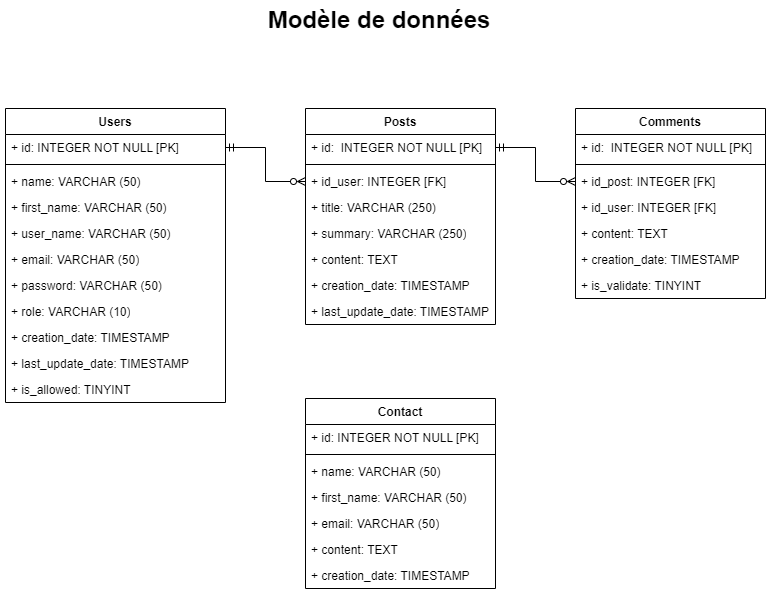 Modèle de données
Users
+ id: INTEGER NOT NULL [PK]
+ name: VARCHAR (50)
+ first_name: VARCHAR (50)
+ user_name: VARCHAR (50)
+ email: VARCHAR (50)
+ password: VARCHAR (50)
+ role: VARCHAR (10)
+ creation_date: TIMESTAMP
+ last_update_date: TIMESTAMP
+ is_allowed: TINYINT
Posts
+ id:  INTEGER NOT NULL [PK]
+ id_user: INTEGER [FK]
+ title: VARCHAR (250)
+ summary: VARCHAR (250)
+ content: TEXT
+ creation_date: TIMESTAMP
+ last_update_date: TIMESTAMP
Comments
+ id:  INTEGER NOT NULL [PK]
+ id_post: INTEGER [FK]
+ id_user: INTEGER [FK]
+ content: TEXT
+ creation_date: TIMESTAMP
+ is_validate: TINYINT
Contact
+ id: INTEGER NOT NULL [PK]
+ name: VARCHAR (50)
+ first_name: VARCHAR (50)
+ email: VARCHAR (50)
+ content: TEXT
+ creation_date: TIMESTAMP